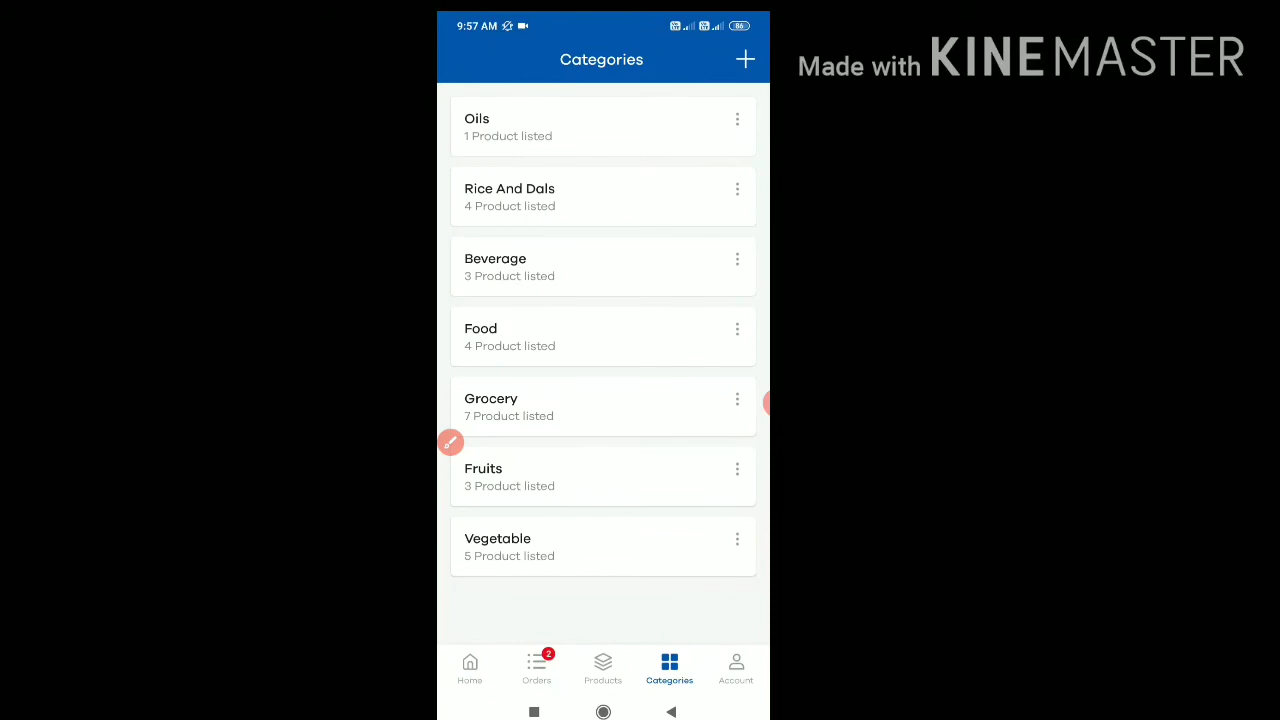 9:57 AM
86
Made with KINEMASTER
Categories
Oils
1 Product listed
Rice And Dals
4 Product listed
Beverage
3 Product listed
Food
4 Product listed
Grocery
7 Product listed
Fruits
3 Product listed
Vegetable
5 Product listed
2
Home
Orders
Products
Categories
Account